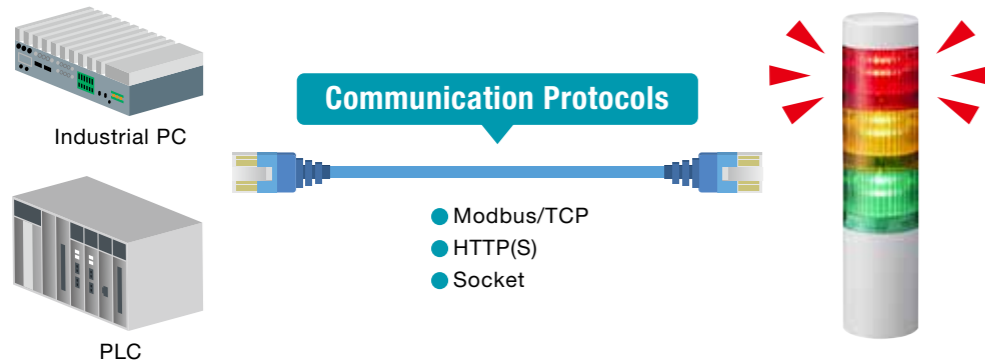 Industrial PC
PLC
Communication Protocols
Modbus/TCP
HTTP(S)
Socket